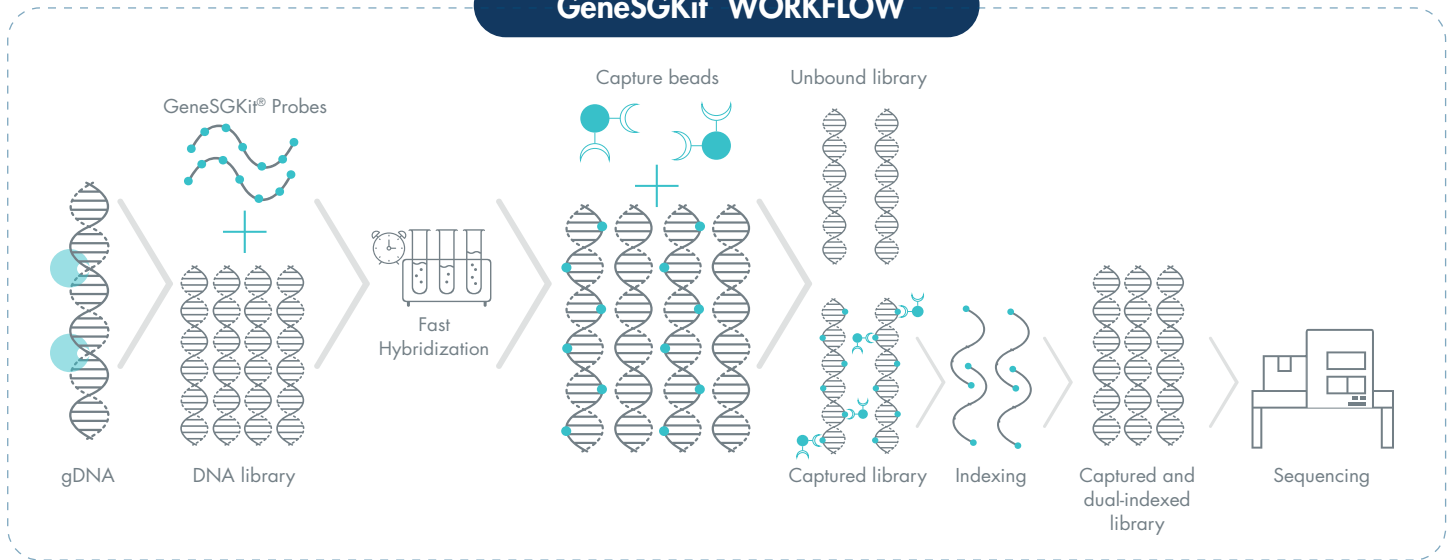 GeneSGKit WORKFLOW
Capture beads
Unbound library
GeneSGKit® Probes
Fast
Hybridization
gDNA
DNA library
Captured library
Indexing
Captured and
dual-indexed
library
Sequencing